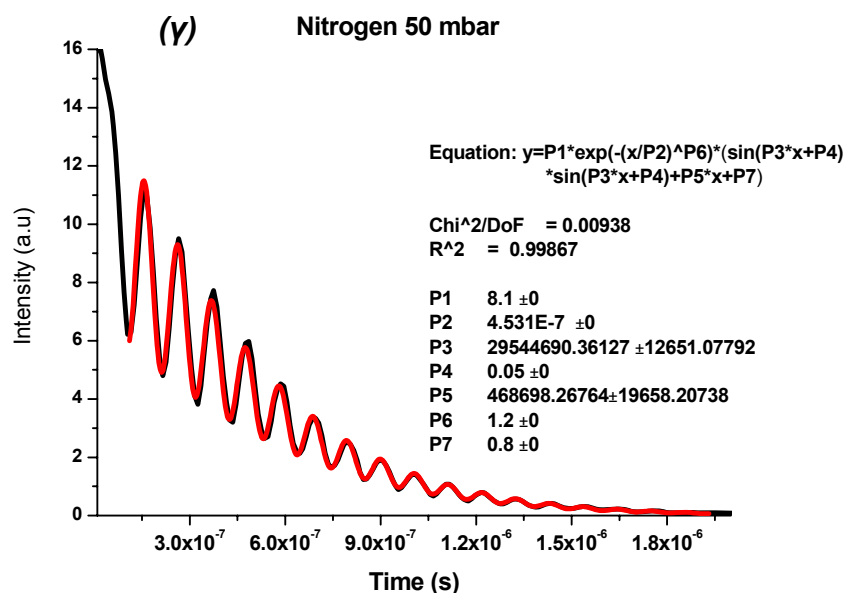 (γ) Nitrogen 50 mbar
16
14
12
10
8
6
4
2
0
Intensity (a.u)
Equation: y=P1*exp(-(x/P2)^P6)*(sin(P3*x+P4)
*sin(P3*x+P4)+P5*x+P7)
Chi^2/DoF = 0.00938
R^2 = 0.99867
P1 8.1 ±0
P2 4.531E-7 ±0
P3 29544690.36127 ±12651.07792
P4 0.05 ±0
P5 468698.26764±19658.20738
P6 1.2 ±0
P7 0.8 ±0
3.0x10⁻⁷ 6.0x10⁻⁷ 9.0x10⁻⁷ 1.2x10⁻⁶ 1.5x10⁻⁶ 1.8x10⁻⁶
Time (s)